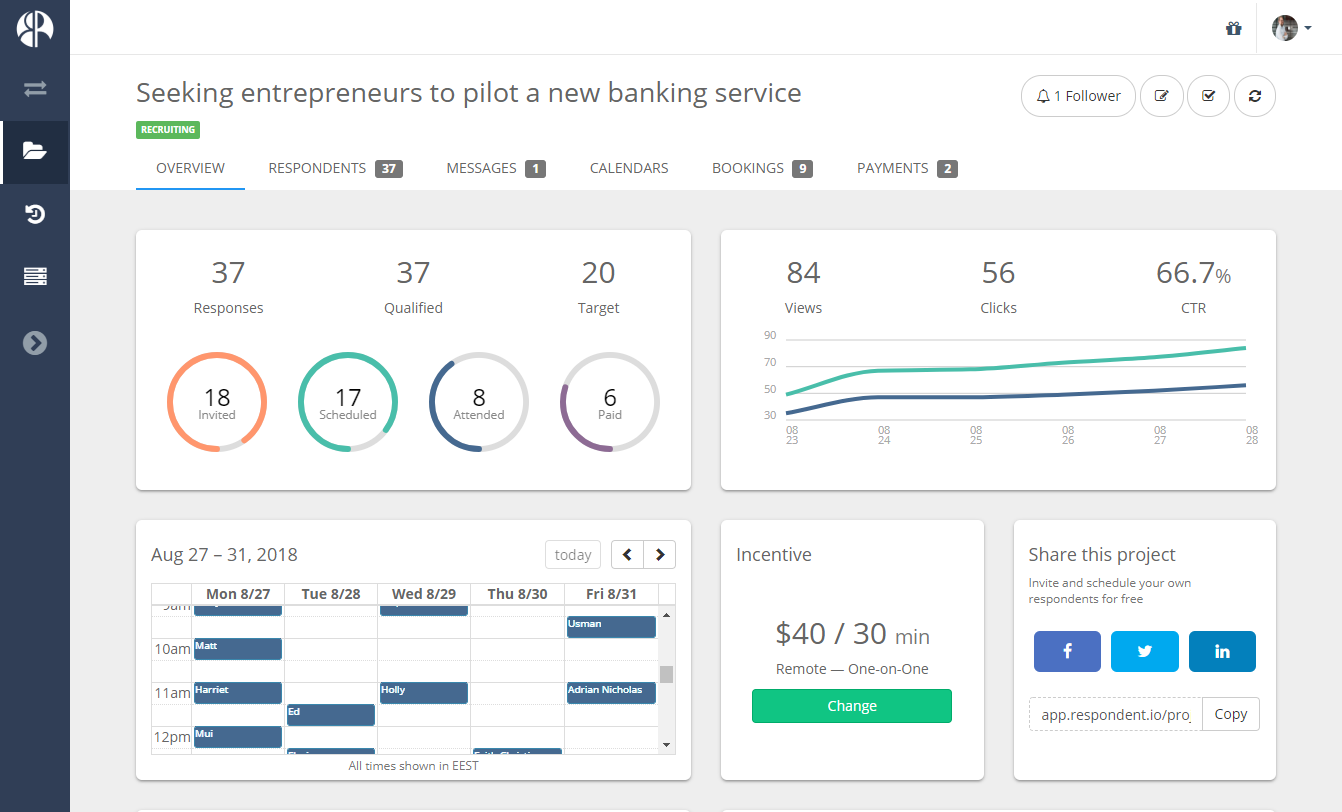 Seeking entrepreneurs to pilot a new banking service
1 Follower
RECRUITING
OVERVIEW RESPONDENTS 37 MESSAGES 1 CALENDARS BOOKINGS 9 PAYMENTS 2
37 37 20
Responses Qualified Target
18 17 8 6
Invited Scheduled Attended Paid
84 56 66.7%
Views Clicks CTR
90
70
50
30
08 08 08 08 08 08
23 24 25 26 27 28
Aug 27 – 31, 2018 today
Mon 8/27 Tue 8/28 Wed 8/29 Thu 8/30 Fri 8/31
9am
Usman
10am Matt
11am Harriet Holly Adrian Nicholas
Ed
12pm Mui
All times shown in EEST
Incentive
$40 / 30 min
Remote — One-on-One
Change
Share this project
Invite and schedule your own
respondents for free
app.respondent.io/proj Copy